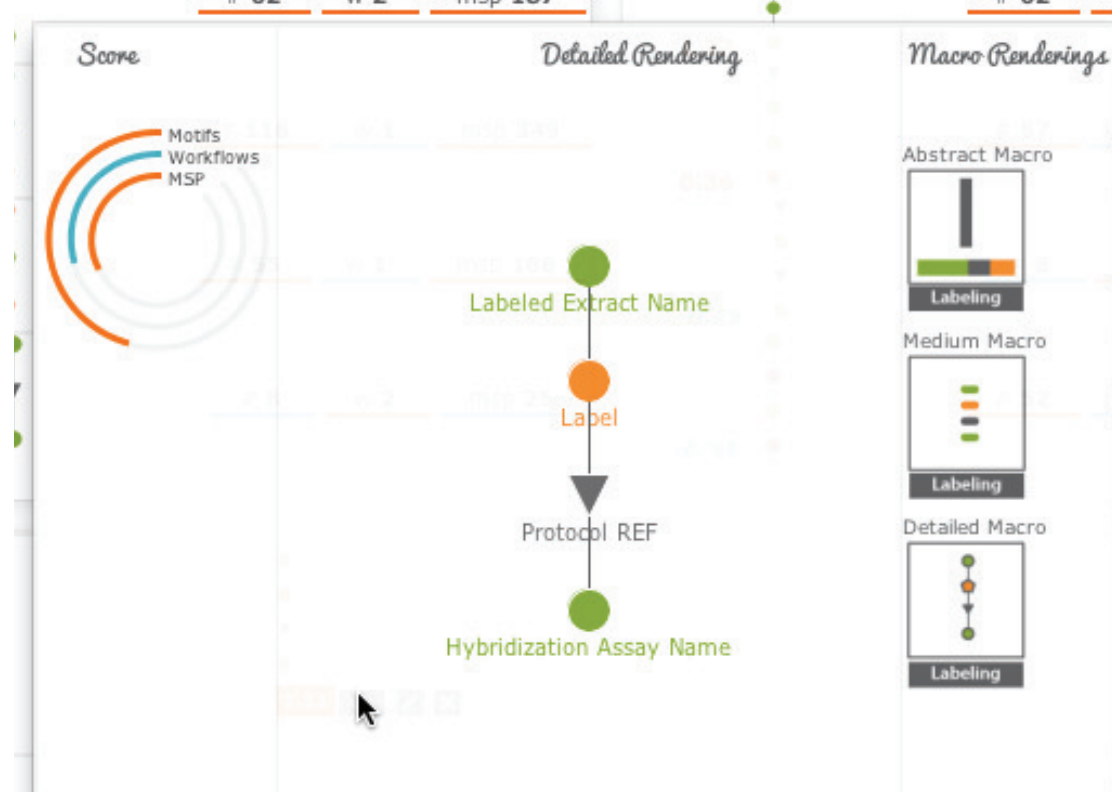 Score
Detailed Rendering
Macro Renderings
Motifs
Workflows
MSP
Labeled Extract Name
Label
Protocol REF
Hybridization Assay Name
Abstract Macro
Labeling
Medium Macro
Labeling
Detailed Macro
Labeling